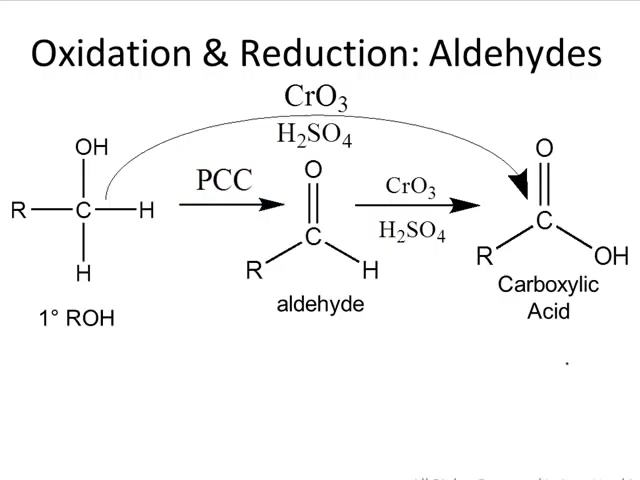 Oxidation & Reduction: Aldehydes
CrO3
H2SO4
OH
R C H
H
1° ROH
PCC
O
C
R H
aldehyde
CrO3
H2SO4
O
C
R OH
Carboxylic
Acid